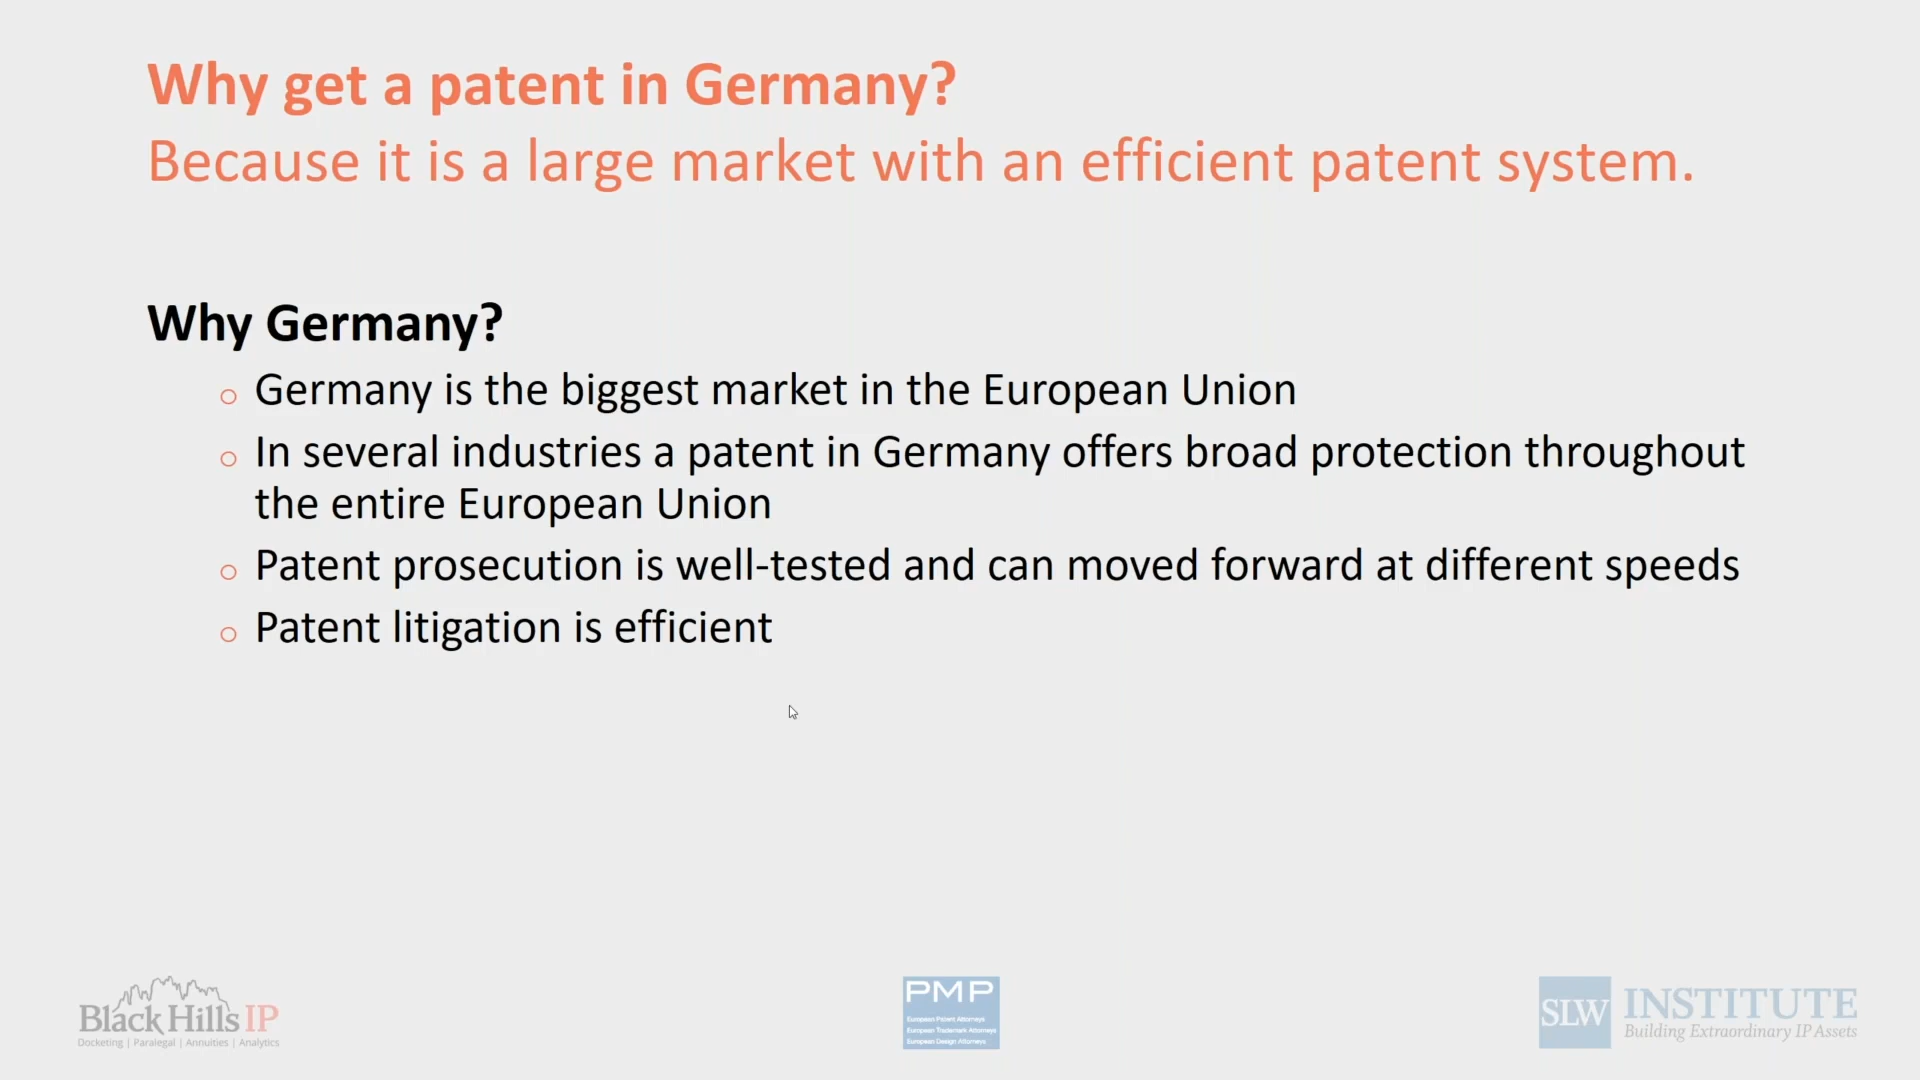 Why get a patent in Germany?
Because it is a large market with an efficient patent system.
Why Germany?
Germany is the biggest market in the European Union
In several industries a patent in Germany offers broad protection throughout
the entire European Union
Patent prosecution is well-tested and can moved forward at different speeds
Patent litigation is efficient
Black Hills IP
Docketing | Paralegal | Annuities | Analytics
PMP
European Patent Attorneys
European Trademark Attorneys
European Design Attorneys
SLW INSTITUTE
Building Extraordinary IP Assets